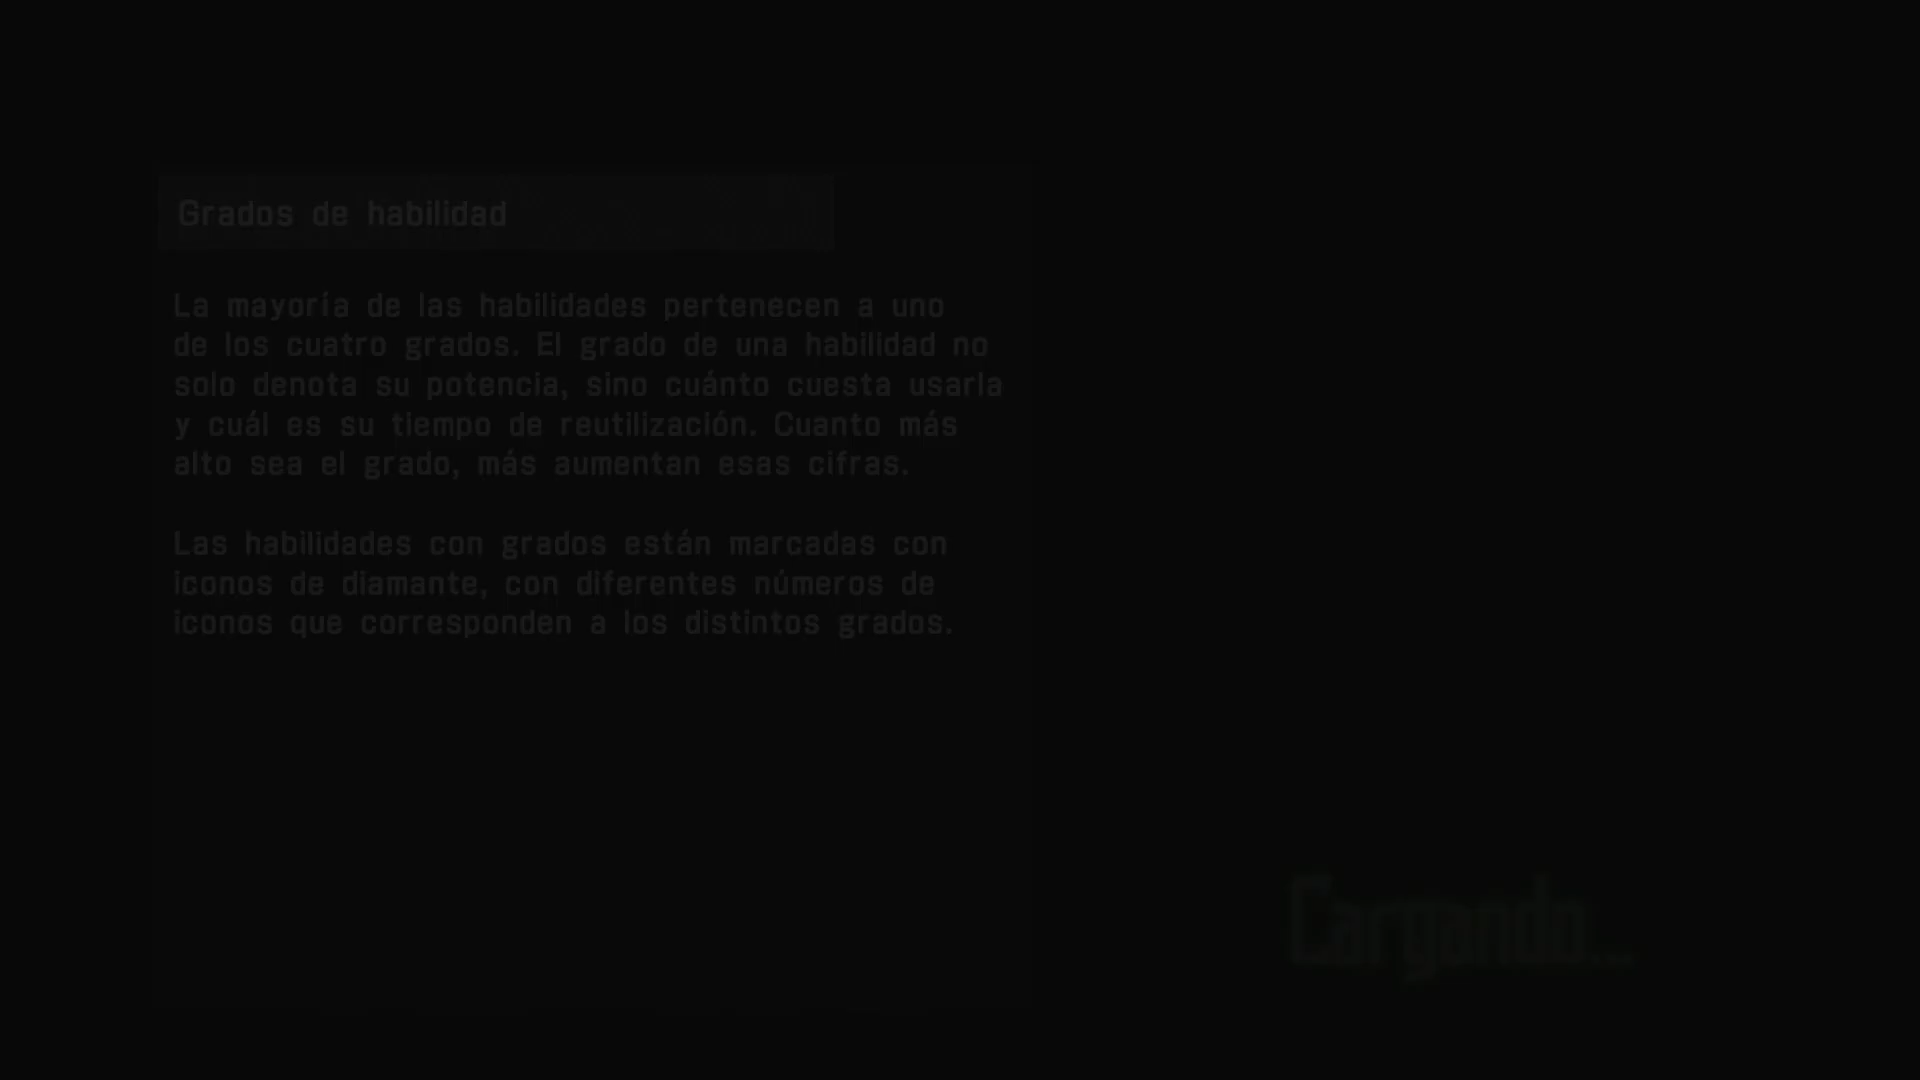 Grados de habilidad
La mayoría de las habilidades pertenecen a uno
de los cuatro grados. El grado de una habilidad no
solo denota su potencia, sino cuánto cuesta usarla
y cuál es su tiempo de reutilización. Cuanto más
alto sea el grado, más aumentan esas cifras.
Las habilidades con grados están marcadas con
iconos de diamante, con diferentes números de
iconos que corresponden a los distintos grados.
Cargando...